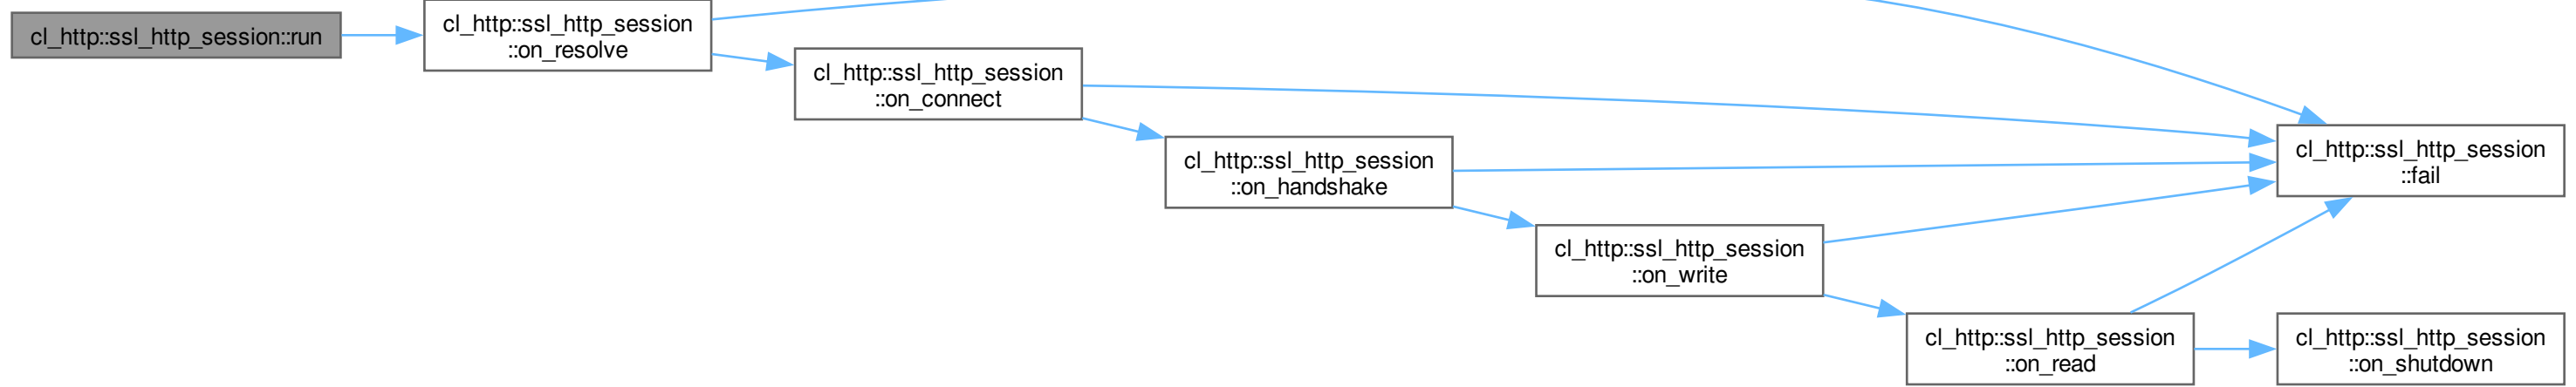 cl_http::ssl_http_session::run
cl_http::ssl_http_session
::on_resolve
cl_http::ssl_http_session
::on_connect
cl_http::ssl_http_session
::on_handshake
cl_http::ssl_http_session
::on_write
cl_http::ssl_http_session
::on_read
cl_http::ssl_http_session
::fail
cl_http::ssl_http_session
::on_shutdown